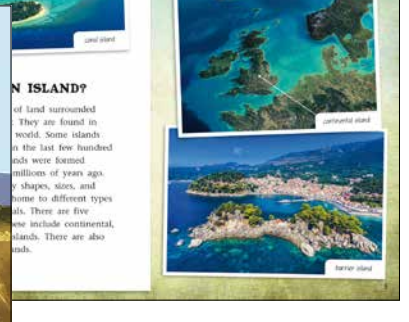 coral island
N ISLAND?
of land surrounded
. They are found in
world. Some islands
n the last few hundred
nds were formed
millions of years ago.
y shapes, sizes, and
home to different types
als. There are five
ese include continental,
slands. There are also
ands.
continental island
barrier island